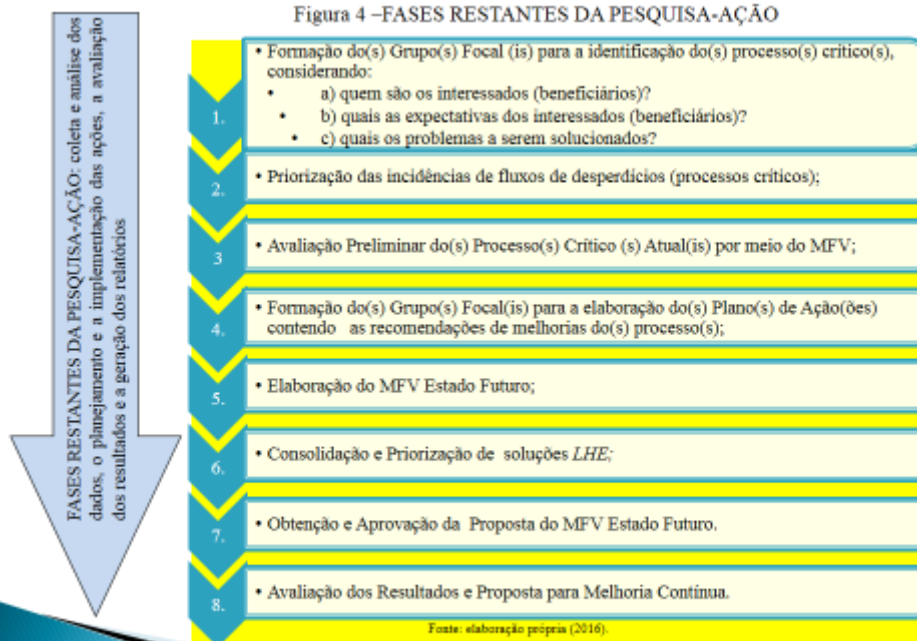 Figura 4 –FASES RESTANTES DA PESQUISA-AÇÃO
FASES RESTANTES DA PESQUISA-AÇÃO: coleta e análise dos
dados, o planejamento e a implementação das ações, a avaliação
dos resultados e a geração dos relatórios
1.
• Formação do(s) Grupo(s) Focal (is) para a identificação do(s) processo(s) crítico(s),
considerando:
• a) quem são os interessados (beneficiários)?
• b) quais as expectativas dos interessados (beneficiários)?
• c) quais os problemas a serem solucionados?
2.
• Priorização das incidências de fluxos de desperdícios (processos críticos);
3
• Avaliação Preliminar do(s) Processo(s) Crítico (s) Atual(is) por meio do MFV;
4.
• Formação do(s) Grupo(s) Focal(is) para a elaboração do(s) Plano(s) de Ação(ões)
contendo as recomendações de melhorias do(s) processo(s);
5.
• Elaboração do MFV Estado Futuro;
6.
• Consolidação e Priorização de soluções LHE;
7.
• Obtenção e Aprovação da Proposta do MFV Estado Futuro.
8.
• Avaliação dos Resultados e Proposta para Melhoria Contínua.
Fonte: elaboração própria (2016).